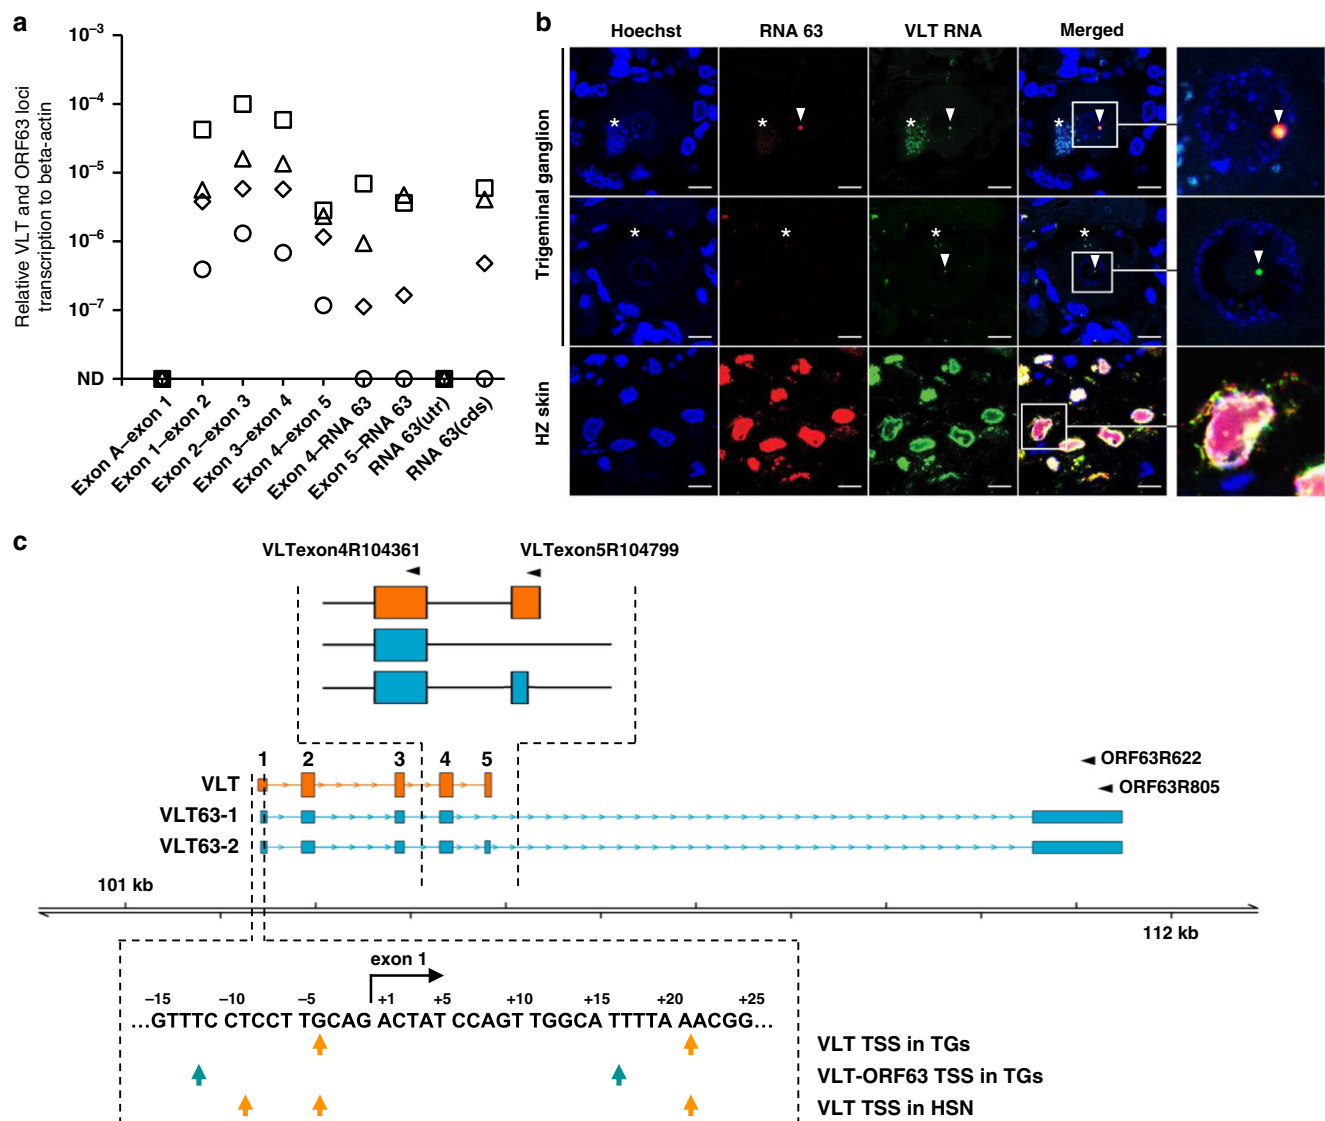 a
Relative VLT and ORF63 loci
transcription to beta-actin
10–3
10–4
10–5
10–6
10–7
ND
Exon A–exon 1
Exon 1–exon 2
Exon 2–exon 3
Exon 3–exon 4
Exon 4–exon 5
Exon 4–RNA 63
Exon 5–RNA 63
RNA 63(utr)
RNA 63(cds)
b
Hoechst
RNA 63
VLT RNA
Merged
Trigeminal ganglion
HZ skin
*
*
*
*
*
*
*
*
c
VLTexon4R104361
VLTexon5R104799
1 2 3 4 5
VLT
VLT63-1
VLT63-2
ORF63R622
ORF63R805
101 kb
112 kb
exon 1
–15 –10 –5 +1 +5 +10 +15 +20 +25
...GTTTC CTCCT TGCAG ACTAT CCAGT TGGCA TTTTA AACGG...
VLT TSS in TGs
VLT-ORF63 TSS in TGs
VLT TSS in HSN